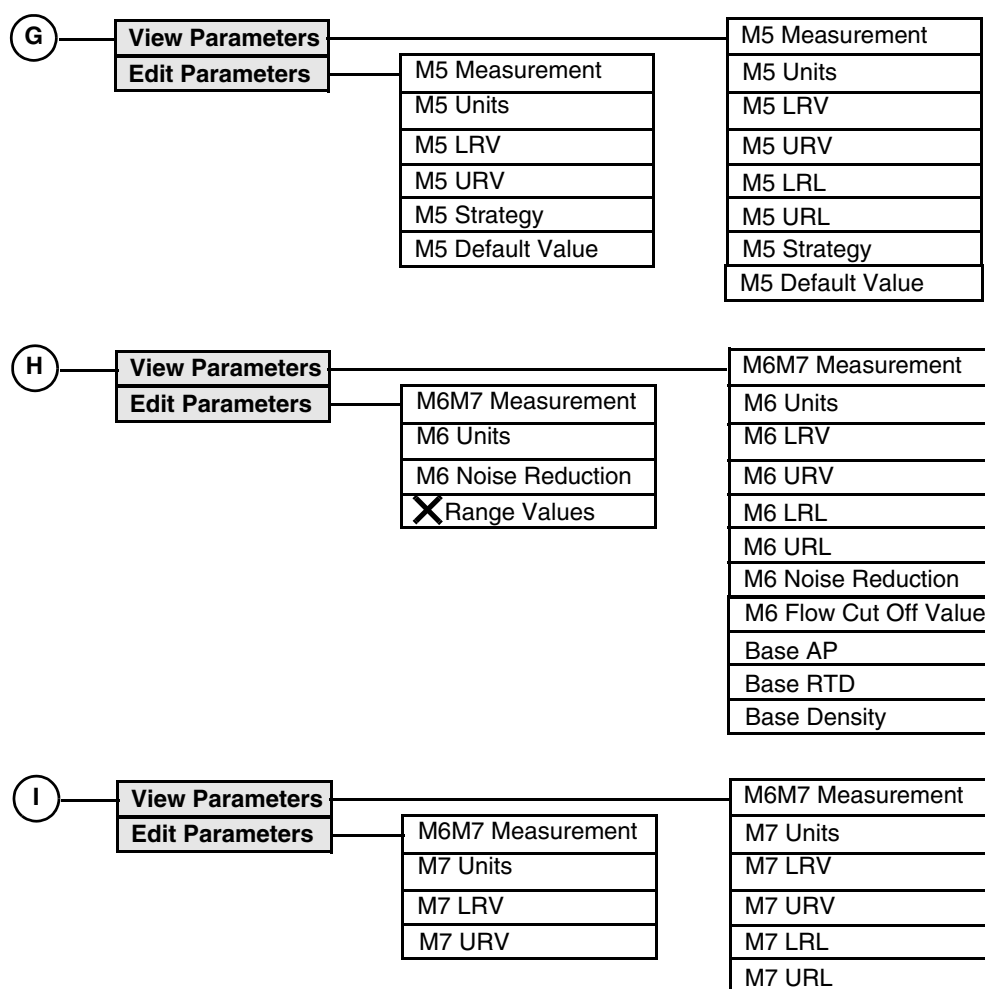 G
View Parameters
Edit Parameters
M5 Measurement
M5 Units
M5 LRV
M5 URV
M5 Strategy
M5 Default Value
M5 Measurement
M5 Units
M5 LRV
M5 URV
M5 LRL
M5 URL
M5 Strategy
M5 Default Value
H
View Parameters
Edit Parameters
M6M7 Measurement
M6 Units
M6 Noise Reduction
Range Values
M6M7 Measurement
M6 Units
M6 LRV
M6 URV
M6 LRL
M6 URL
M6 Noise Reduction
M6 Flow Cut Off Value
Base AP
Base RTD
Base Density
I
View Parameters
Edit Parameters
M6M7 Measurement
M7 Units
M7 LRV
M7 URV
M6M7 Measurement
M7 Units
M7 LRV
M7 URV
M7 LRL
M7 URL